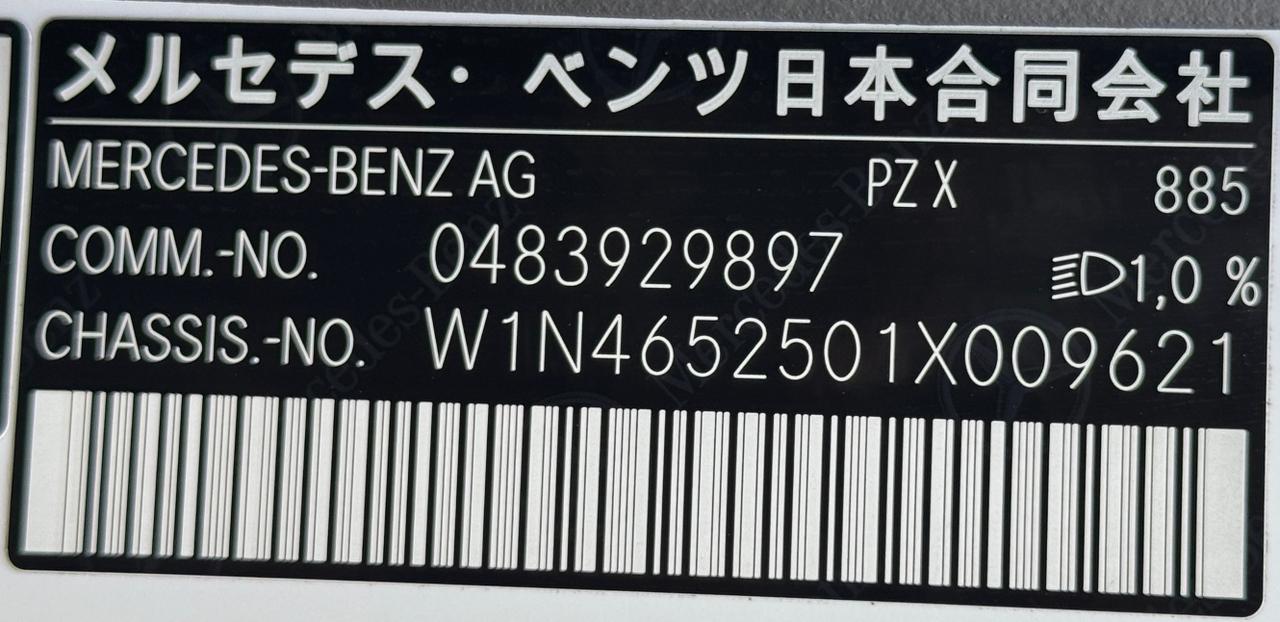 メルセデス・ベンツ日本合同会社
MERCEDES-BENZ AG PZ X 885
COMM.-NO. 0483929897 1,0 %
CHASSIS.-NO. W1N4652501X009621